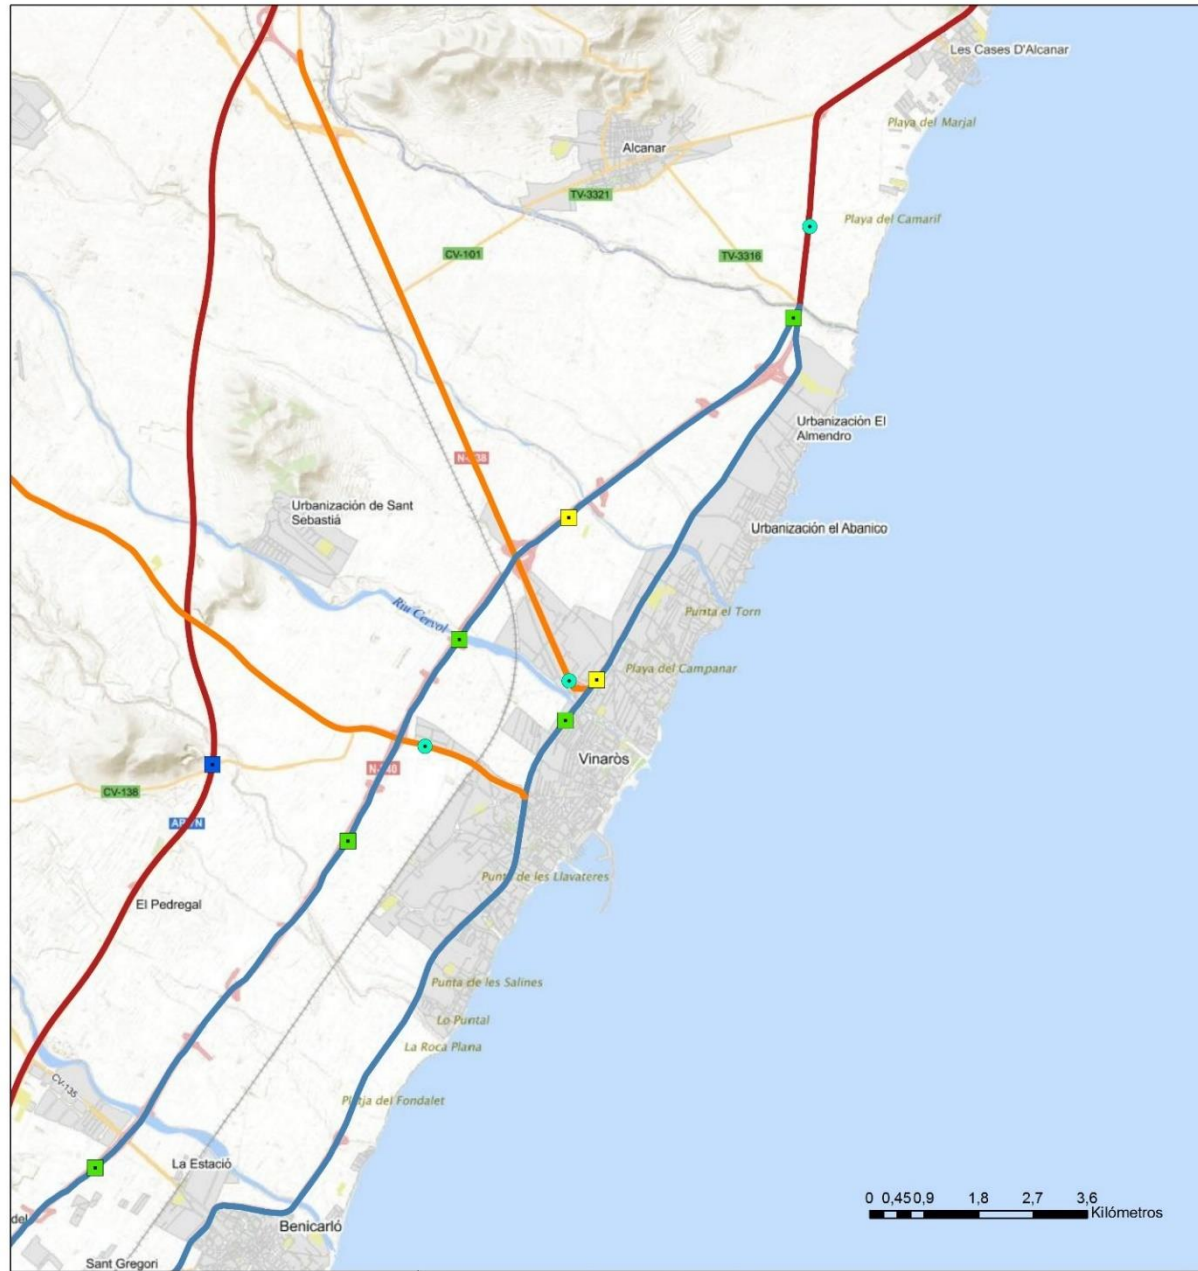 Les Cases D'Alcanar
Playa del Marjal
Alcanar
TV-3321
Playa del Camarif
CV-101
TV-3316
Urbanización El
Almendro
Urbanización de Sant
Sebastiá
Urbanización el Abanico
Riu Cervol
Punta el Torn
Playa del Campanar
Vinaròs
CV-138
Punta de les Llavateres
El Pedregal
Punta de les Salines
Lo Puntal
La Roca Plana
CV-135
Platja del Fondalet
La Estació
Benicarló
Sant Gregori
0 0,45 0,9 1,8 2,7 3,6
Kilómetros